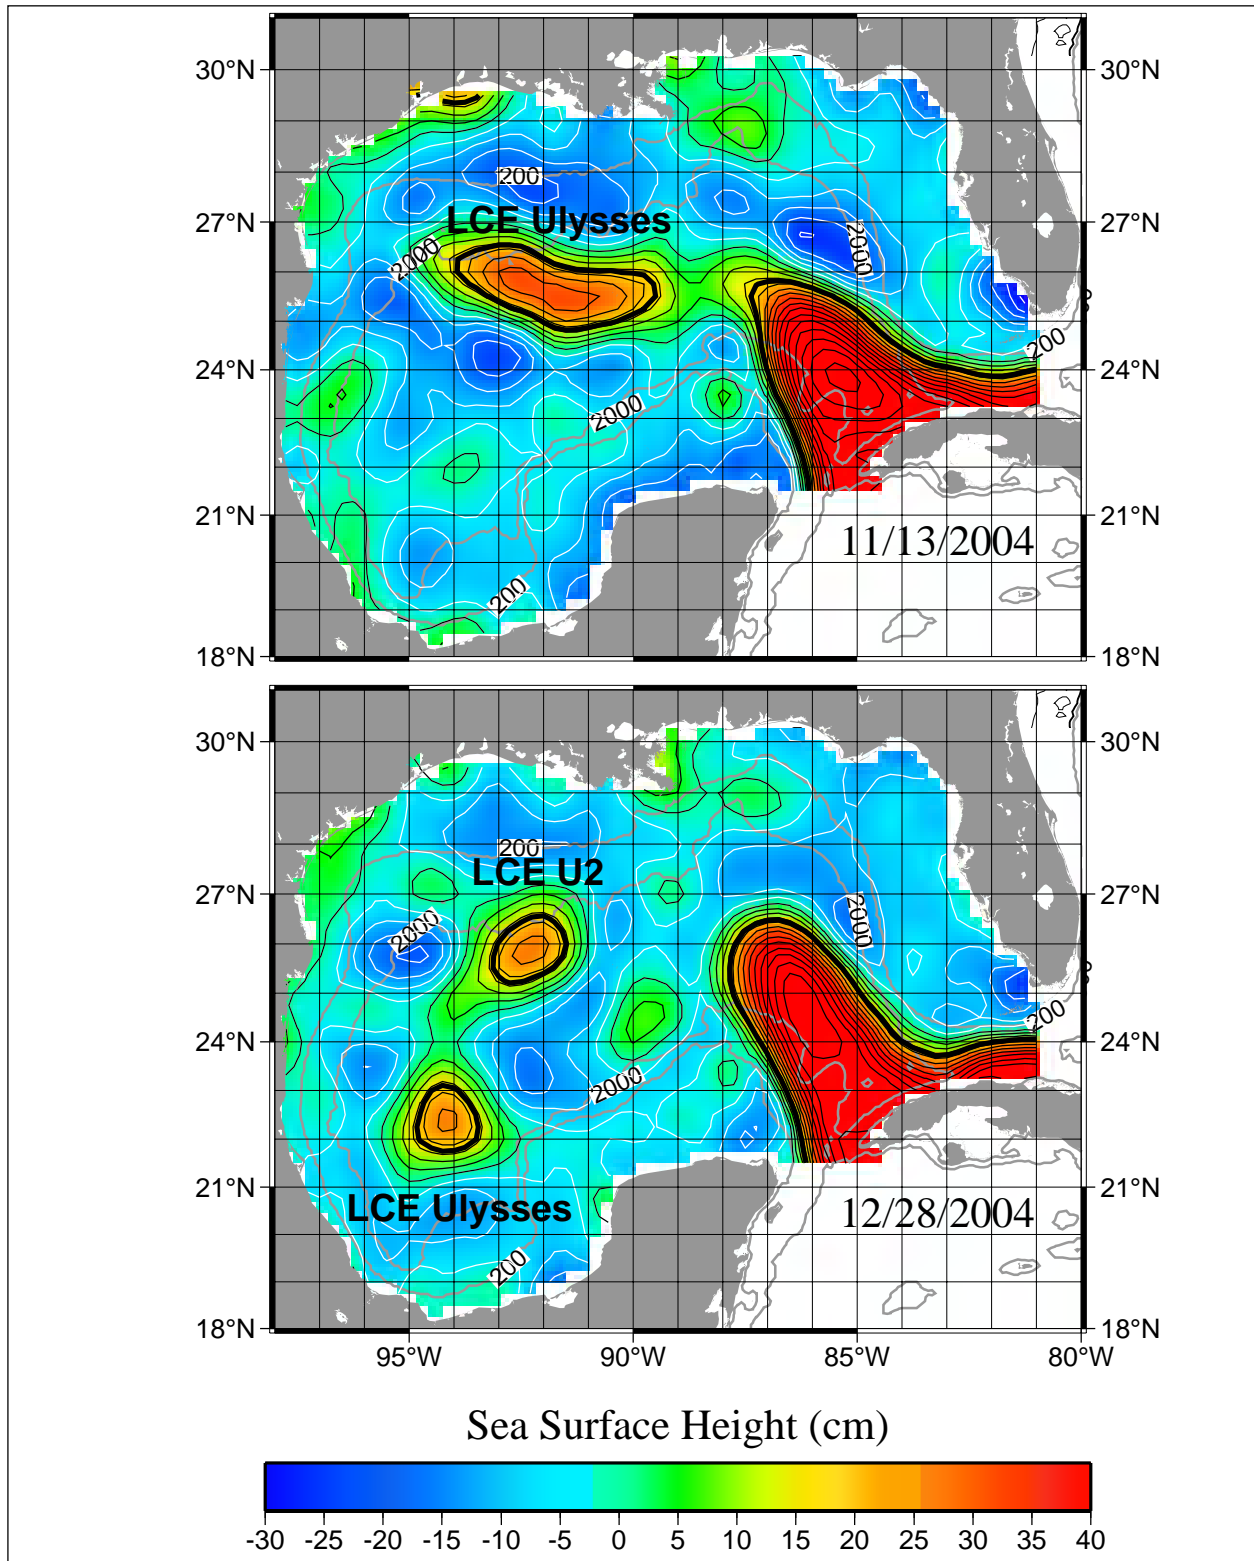 30°N 30°N
200
27°N LCE Ulysses 27°N
2000 2000
200
24°N 24°N
2000
21°N 21°N
11/13/2004
200
18°N 18°N
30°N 30°N
200
LCE U2
27°N 27°N
2000 2000
200
24°N 24°N
2000
21°N 21°N
LCE Ulysses 12/28/2004
200
18°N 18°N
95°W 90°W 85°W 80°W
Sea Surface Height (cm)
-30 -25 -20 -15 -10 -5 0 5 10 15 20 25 30 35 40